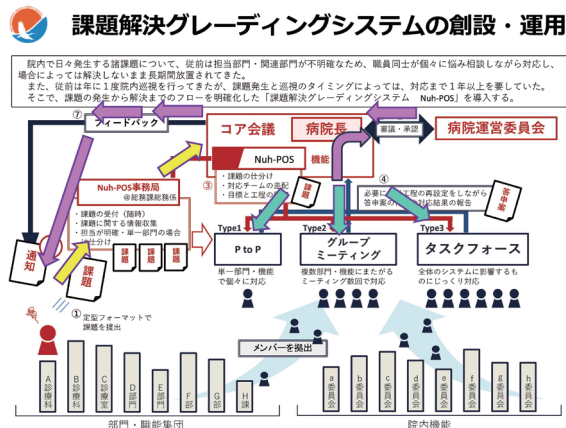 課題解決グレーディングシステムの創設・運用
院内で日々発生する諸課題について、従前は担当部門・関連部門が不明確なため、職員同士が個々に悩み相談しながら対応し、
場合によっては解決しないまま長期間放置されてきた。
また、従前は年に1度院内巡視を行ってきたが、課題発生と巡視のタイミングによっては、対応まで1年以上を要していた。
そこで、課題の発生から解決までのフローを明確化した「課題解決グレーディングシステム Nuh-POS」を導入する。
⑦
フィードバック
コア会議
病院長
審議・承認
病院運営委員会
Nuh-POS
機能
③
・課題の仕分け
・対応チームの差配
・目標と工程の
課題
④
必要に
工程の再設定をしながら
答申案の
対応結果の報告
答申案
Nuh-POS事務局
@総務課総務係
・課題の受付（随時）
・課題に関する情報収集
・担当が明確・単一部門の場合
仕分け
課題
課題
課題
通知
課題
Type1
P to P
単一部門・機能
で個々に対応
Type2
グループ
ミーティング
複数部門・機能にまたがる
ミーティング数回で対応
Type3
タスクフォース
全体のシステムに影響するも
のにじっくり対応
①
定型フォーマットで
課題を提出
メンバーを拠出
A診療科
B診療科
C診療室
D部門
E部門
F部
G部
H課
a委員会
b委員会
c委員会
d委員会
e委員会
f委員会
g委員会
h委員会
部門・職能集団
院内機能